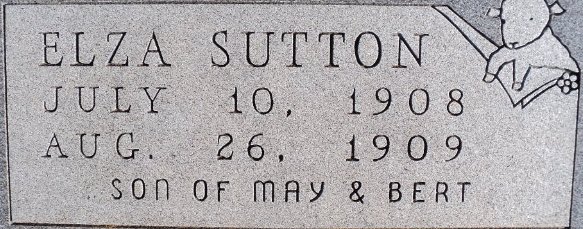 ELZA SUTTON
JULY 10, 1908
AUG. 26, 1909
SON OF MAY & BERT